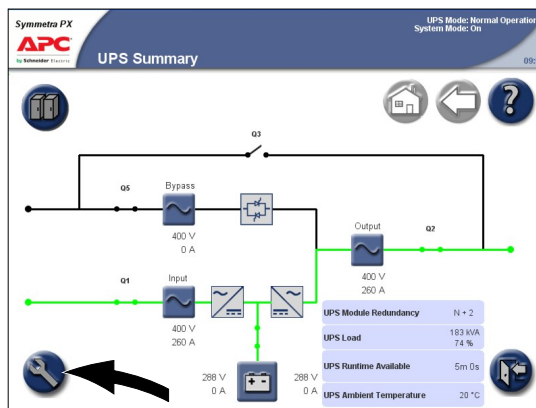 Symmetra PX
APC
by Schneider Electric
UPS Summary
UPS Mode: Normal Operation
System Mode: On
09:
Q3
Q5
Bypass
400 V
0 A
Output
Q2
400 V
260 A
Q1
Input
400 V
260 A
288 V
0 A
288 V
0 A
UPS Module Redundancy N + 2
UPS Load 183 kVA
74 %
UPS Runtime Available 5m 0s
UPS Ambient Temperature 20 °C